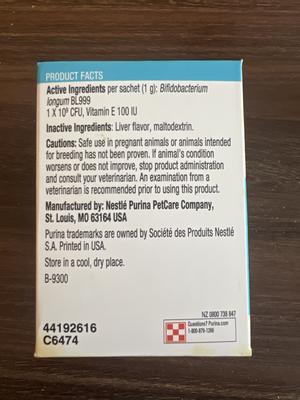 PRODUCT FACTS
Active Ingredients per sachet (1 g): Bifidobacterium
longum BL999
1 X 10⁹ CFU, Vitamin E 100 IU
Inactive Ingredients: Liver flavor, maltodextrin.
Cautions: Safe use in pregnant animals or animals intended
for breeding has not been proven. If animal's condition
worsens or does not improve, stop product administration
and consult your veterinarian. An examination from a
veterinarian is recommended prior to using this product.
Manufactured by: Nestlé Purina PetCare Company,
St. Louis, MO 63164 USA
Purina trademarks are owned by Société des Produits Nestlé
S.A. Printed in USA.
Store in a cool, dry place.
B-9300
NZ 0800 738 847
Questions? Purina.com
1-800-879-1266
44192616
C6474